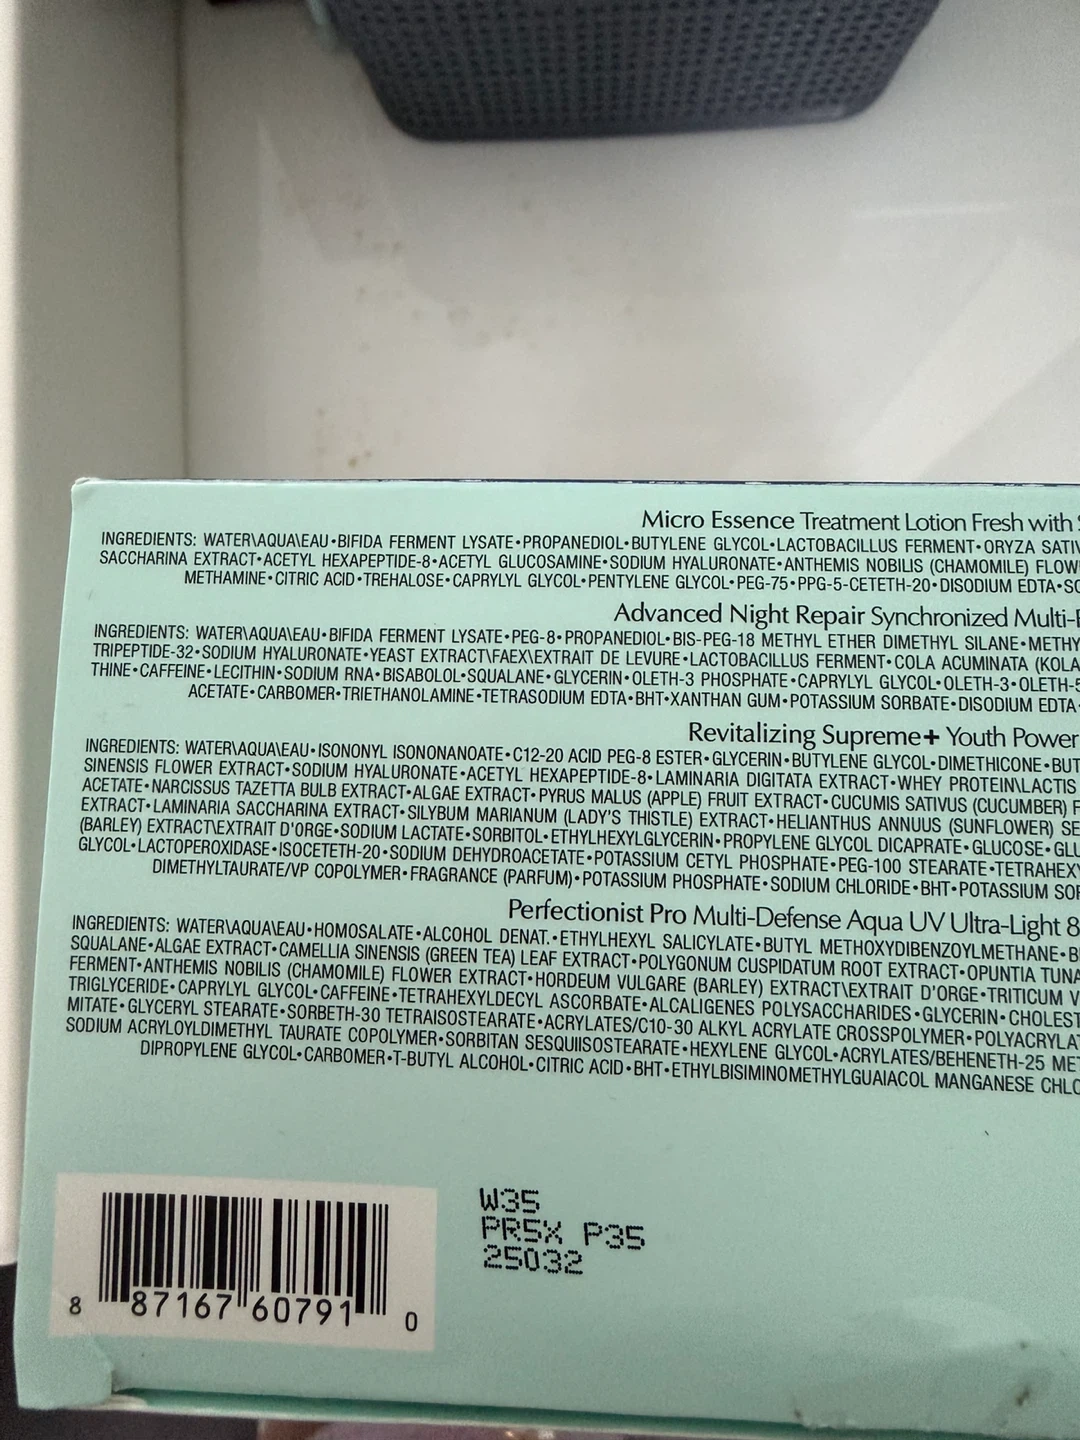 Micro Essence Treatment Lotion Fresh with
INGREDIENTS: WATER\AQUA\EAU•BIFIDA FERMENT LYSATE•PROPANEDIOL•BUTYLENE GLYCOL•LACTOBACILLUS FERMENT•ORYZA
SACCHARINA EXTRACT•ACETYL HEXAPEPTIDE-8•ACETYL GLUCOSAMINE•SODIUM HYALURONATE•ANTHEMIS NOBILIS (CHAMOMILE)
METHAMINE•CITRIC ACID•TREHALOSE•CAPRYLYL GLYCOL•PENTYLENE GLYCOL•PEG-75•PPG-5-CETETH-20•DISODIUM EDTA•
Advanced Night Repair Synchronized
INGREDIENTS: WATER\AQUA\EAU•BIFIDA FERMENT LYSATE•PEG-8•PROPANEDIOL•BIS-PEG-18 METHYL ETHER DIMETHYL SILANE•
TRIPEPTIDE-32•SODIUM HYALURONATE•YEAST EXTRACT\FAEX\EXTRAIT DE LEVURE•LACTOBACILLUS FERMENT•COLA ACUMINATA (KOLA
THINE•CAFFEINE•LECITHIN•SODIUM RNA•BISABOLOL•SQUALANE•GLYCERIN•OLETH-3 PHOSPHATE•CAPRYLYL GLYCOL•OLETH-3•OLETH-5
ACETATE•CARBOMER•TRIETHANOLAMINE•TETRASODIUM EDTA•BHT•XANTHAN GUM•POTASSIUM SORBATE•DISODIUM EDTA•
Revitalizing Supreme+ Youth Power
INGREDIENTS: WATER\AQUA\EAU•ISONONYL ISONONANOATE•C12-20 ACID PEG-8 ESTER•GLYCERIN•BUTYLENE GLYCOL•DIMETHICONE•
SINENSIS FLOWER EXTRACT•SODIUM HYALURONATE•ACETYL HEXAPEPTIDE-8•LAMINARIA DIGITATA EXTRACT•WHEY PROTEIN\LACTIS
ACETATE•NARCISSUS TAZETTA BULB EXTRACT•ALGAE EXTRACT•PYRUS MALUS (APPLE) FRUIT EXTRACT•CUCUMIS SATIVUS (CUCUMBER)
EXTRACT•LAMINARIA SACCHARINA EXTRACT•SILYBUM MARIANUM (LADY'S THISTLE) EXTRACT•HELIANTHUS ANNUUS (SUNFLOWER)
(BARLEY) EXTRACT\EXTRAIT D'ORGE•SODIUM LACTATE•SORBITOL•ETHYLHEXYLGLYCERIN•PROPYLENE GLYCOL DICAPRATE•GLUCOSE•
GLYCOL•LACTOPEROXIDASE•ISOCETETH-20•SODIUM DEHYDROACETATE•POTASSIUM CETYL PHOSPHATE•PEG-100 STEARATE•
DIMETHYLTAURATE/VP COPOLYMER•FRAGRANCE (PARFUM)•POTASSIUM PHOSPHATE•SODIUM CHLORIDE•BHT•POTASSIUM
Perfectionist Pro Multi-Defense Aqua UV Ultra-Light 8
INGREDIENTS: WATER\AQUA\EAU•HOMOSALATE•ALCOHOL DENAT.•ETHYLHEXYL SALICYLATE•BUTYL METHOXYDIBENZOYLMETHANE•
SQUALANE•ALGAE EXTRACT•CAMELLIA SINENSIS (GREEN TEA) LEAF EXTRACT•POLYGONUM CUSPIDATUM ROOT EXTRACT•OPUNTIA TUNA
FERMENT•ANTHEMIS NOBILIS (CHAMOMILE) FLOWER EXTRACT•HORDEUM VULGARE (BARLEY) EXTRACT\EXTRAIT D'ORGE•TRITICUM
TRIGLYCERIDE•CAPRYLYL GLYCOL•CAFFEINE•TETRAHEXYLDECYL ASCORBATE•ALCALIGENES POLYSACCHARIDES•GLYCERIN•
MITATE•GLYCERYL STEARATE•SORBETH-30 TETRAISOSTEARATE•ACRYLATES/C10-30 ALKYL ACRYLATE CROSSPOLYMER•
SODIUM ACRYLOYLDIMETHYL TAURATE COPOLYMER•SORBITAN SESQUIISOSTEARATE•HEXYLENE GLYCOL•ACRYLATES/BEHENETH-25
DIPROPYLENE GLYCOL•CARBOMER•T-BUTYL ALCOHOL•CITRIC ACID•BHT•ETHYLBISIMINOMETHYLGUAIACOL MANGANESE
W35
PR5X P35
25032
8 87167 60791 0